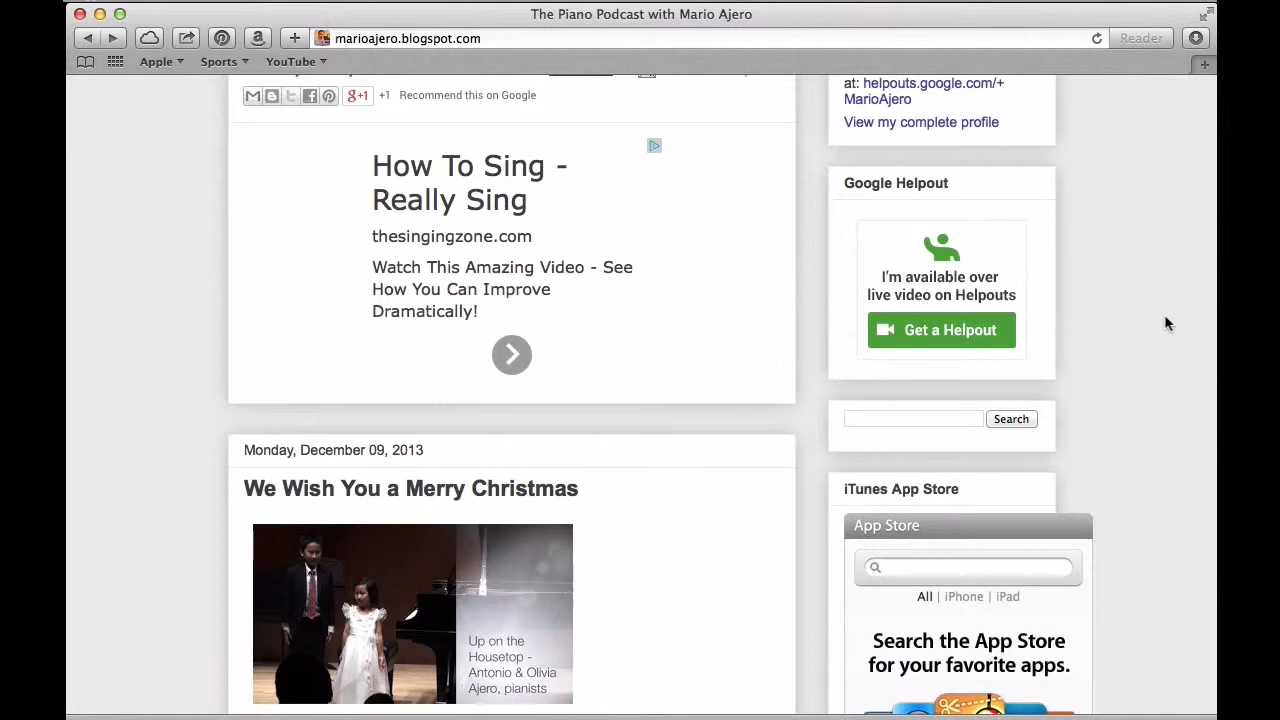 The Piano Podcast with Mario Ajero
marioajero.blogspot.com
Reader
Apple
Sports
YouTube
g+1
+1
Recommend this on Google
How To Sing -
Really Sing
thesingingzone.com
Watch This Amazing Video - See
How You Can Improve
Dramatically!
Monday, December 09, 2013
We Wish You a Merry Christmas
Up on the
Housetop -
Antonio & Olivia
Ajero, pianists
at: helpouts.google.com/+
MarioAjero
View my complete profile
Google Helpout
I'm available over
live video on Helpouts
Get a Helpout
Search
iTunes App Store
App Store
All | iPhone | iPad
Search the App Store
for your favorite apps.